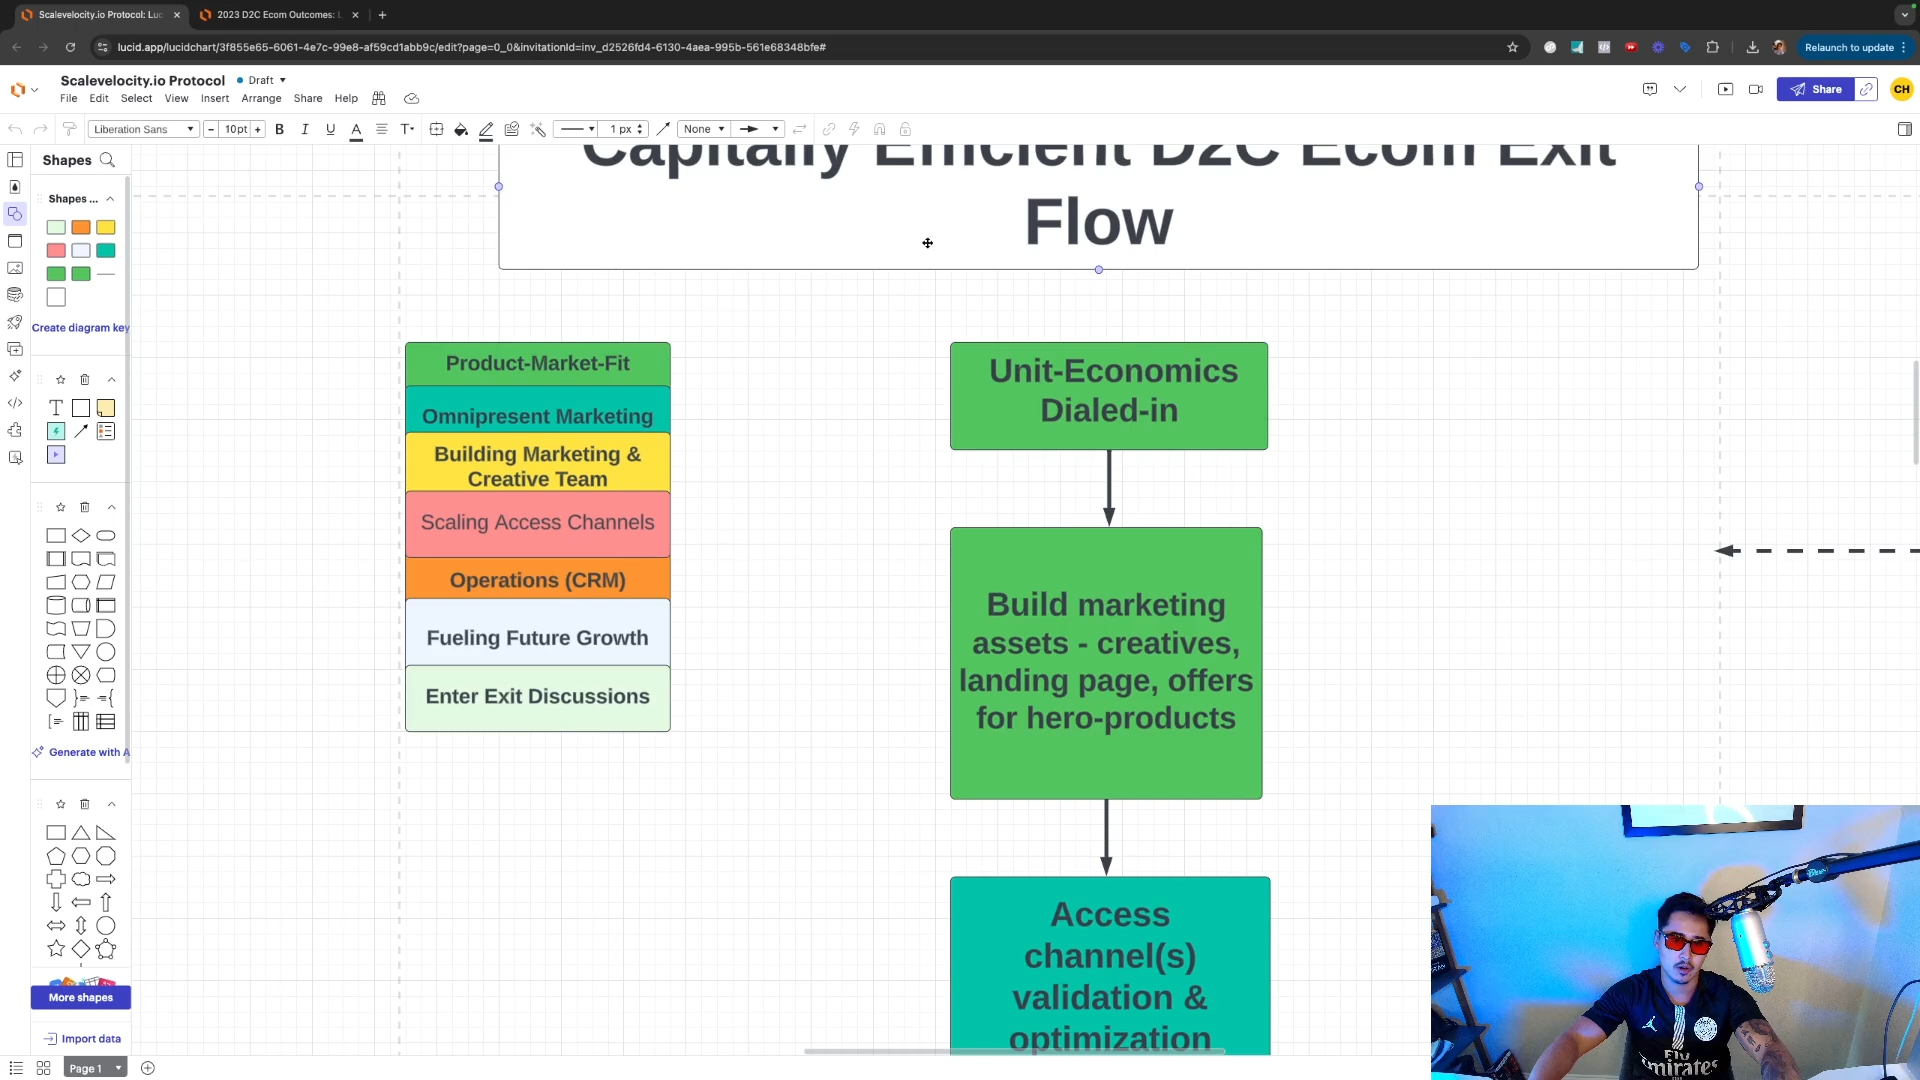 Scalevelocity.io Protocol: Luc
2023 D2C Ecom Outcomes: L
lucid.app/lucidchart/3f855e65-6061-4e7c-99e8-af59cd1abb9c/edit?page=0_0&invitationId=inv_d2526fd4-6130-4aea-995b-561e68348bfe#
Relaunch to update
Scalevelocity.io Protocol
Draft
File Edit Select View Insert Arrange Share Help
Share
CH
Liberation Sans
10pt
B I U A T
1 px
None
Shapes
Shapes ...
Create diagram key
T
Generate with A
More shapes
Import data
Page 1
Capitally Efficient D2C Ecom Exit
Flow
Product-Market-Fit
Omnipresent Marketing
Building Marketing &
Creative Team
Scaling Access Channels
Operations (CRM)
Fueling Future Growth
Enter Exit Discussions
Unit-Economics
Dialed-in
Build marketing
assets - creatives,
landing page, offers
for hero-products
Access
channel(s)
validation &
optimization
Fly
Emirates